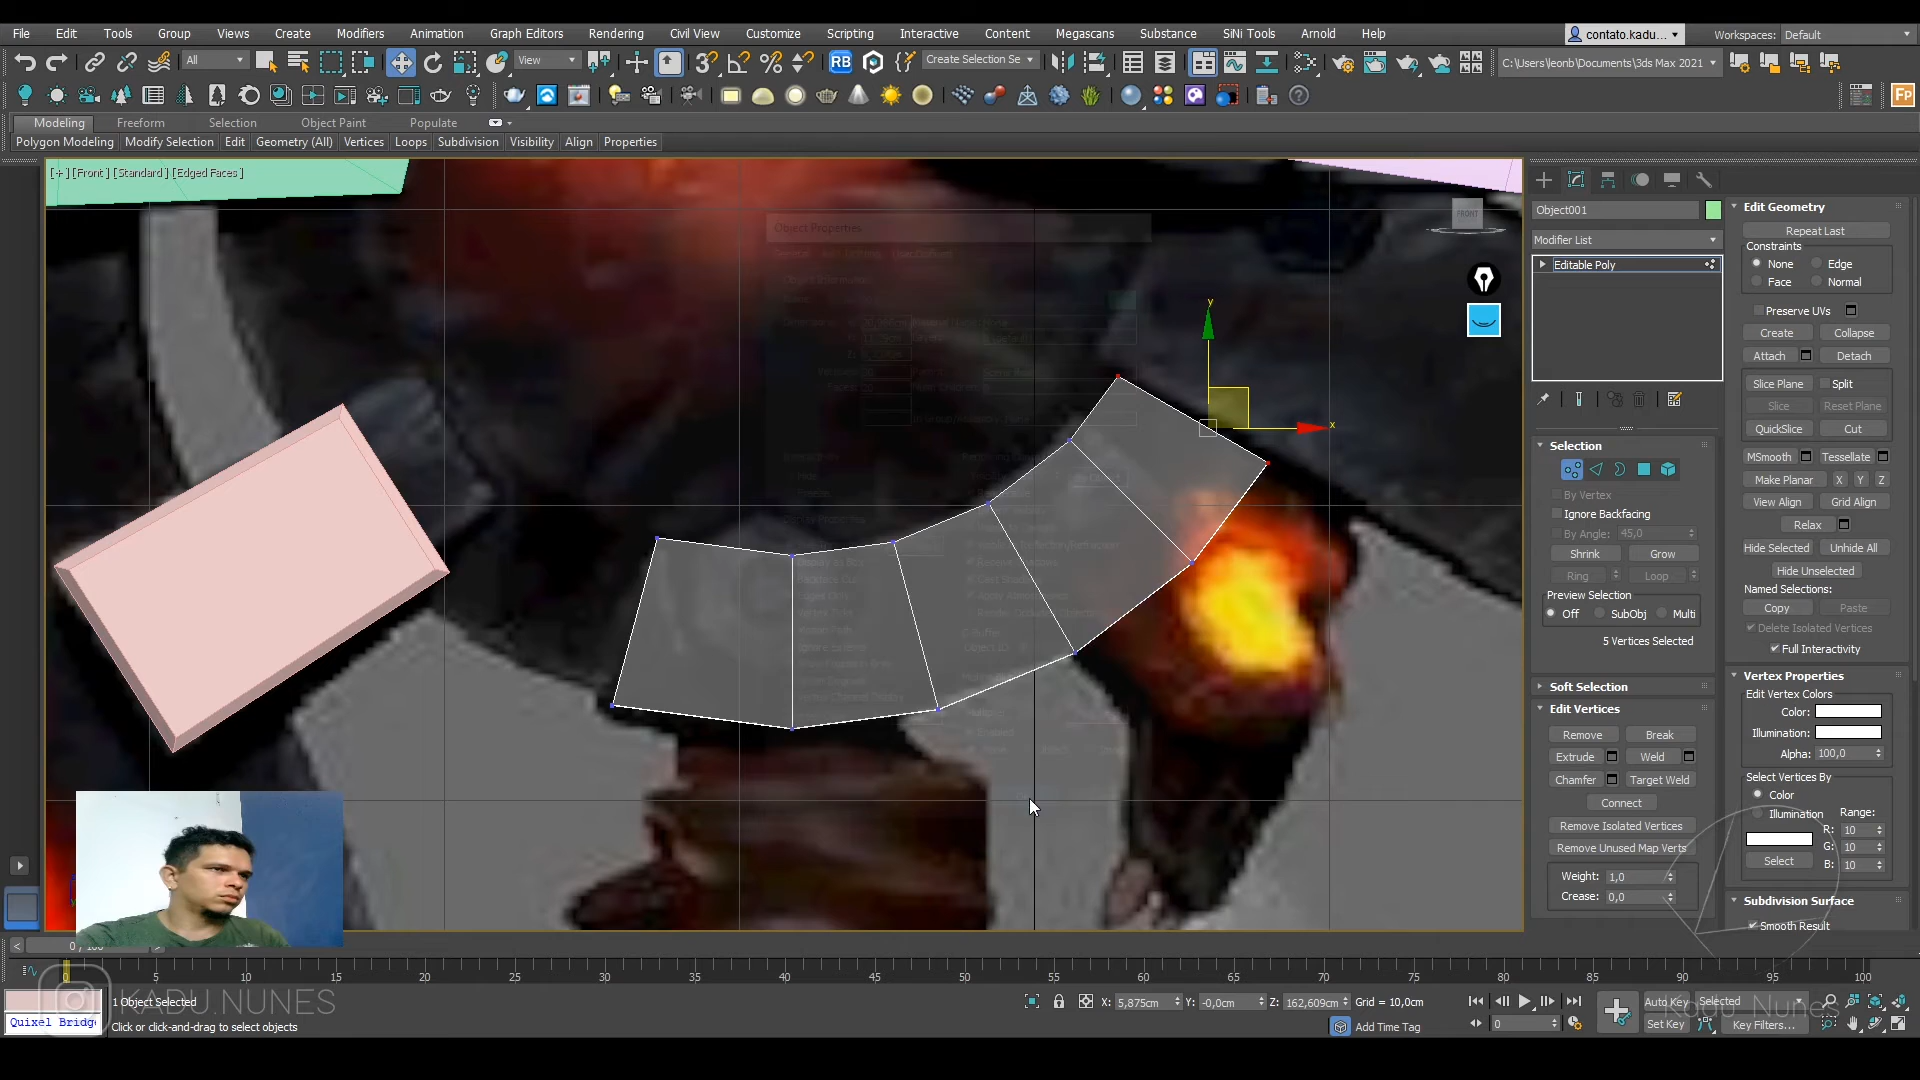 File Edit Tools Group Views Create Modifiers Animation Graph Editors Rendering Civil View Customize Scripting Interactive Content Megascans Substance SiNi Tools Arnold Help
contato.kadu... Workspaces: Default
All View Create Selection Se C:\Users\leonb\Documents\3ds Max 2021
RB Fp
Modeling Freeform Selection Object Paint Populate
Polygon Modeling Modify Selection Edit Geometry (All) Vertices Loops Subdivision Visibility Align Properties
[+] [Front] [Standard] [Edged Faces]
FRONT
Object Properties
y
x
Object001
Modifier List
Editable Poly
Selection
By Vertex
Ignore Backfacing
By Angle: 45,0
Shrink Grow
Ring Loop
Preview Selection
Off SubObj Multi
5 Vertices Selected
Soft Selection
Edit Vertices
Remove Break
Extrude Weld
Chamfer Target Weld
Connect
Remove Isolated Vertices
Remove Unused Map Verts
Weight: 1,0
Crease: 0,0
Edit Geometry
Repeat Last
Constraints
None Edge
Face Normal
Preserve UVs
Create Collapse
Attach Detach
Slice Plane Split
Slice Reset Plane
QuickSlice Cut
MSmooth Tessellate
Make Planar X Y Z
View Align Grid Align
Relax
Hide Selected Unhide All
Hide Unselected
Named Selections:
Copy Paste
Delete Isolated Vertices
Full Interactivity
Vertex Properties
Edit Vertex Colors
Color:
Illumination:
Alpha: 100,0
Select Vertices By
Color
Illumination Range:
R: 10
G: 10
B: 10
Select
Subdivision Surface
Smooth Result
0 / 100
0 5 10 15 20 25 30 35 40 45 50 55 60 65 70 75 80 85 90 95 100
1 Object Selected
KADU.NUNES
X: 5,875cm Y: -0,0cm Z: 162,609cm Grid = 10,0cm
Auto Key Selected
Kadu Nunes
Quixel Bridge
Click or click-and-drag to select objects
Add Time Tag
0
Set Key Key Filters...